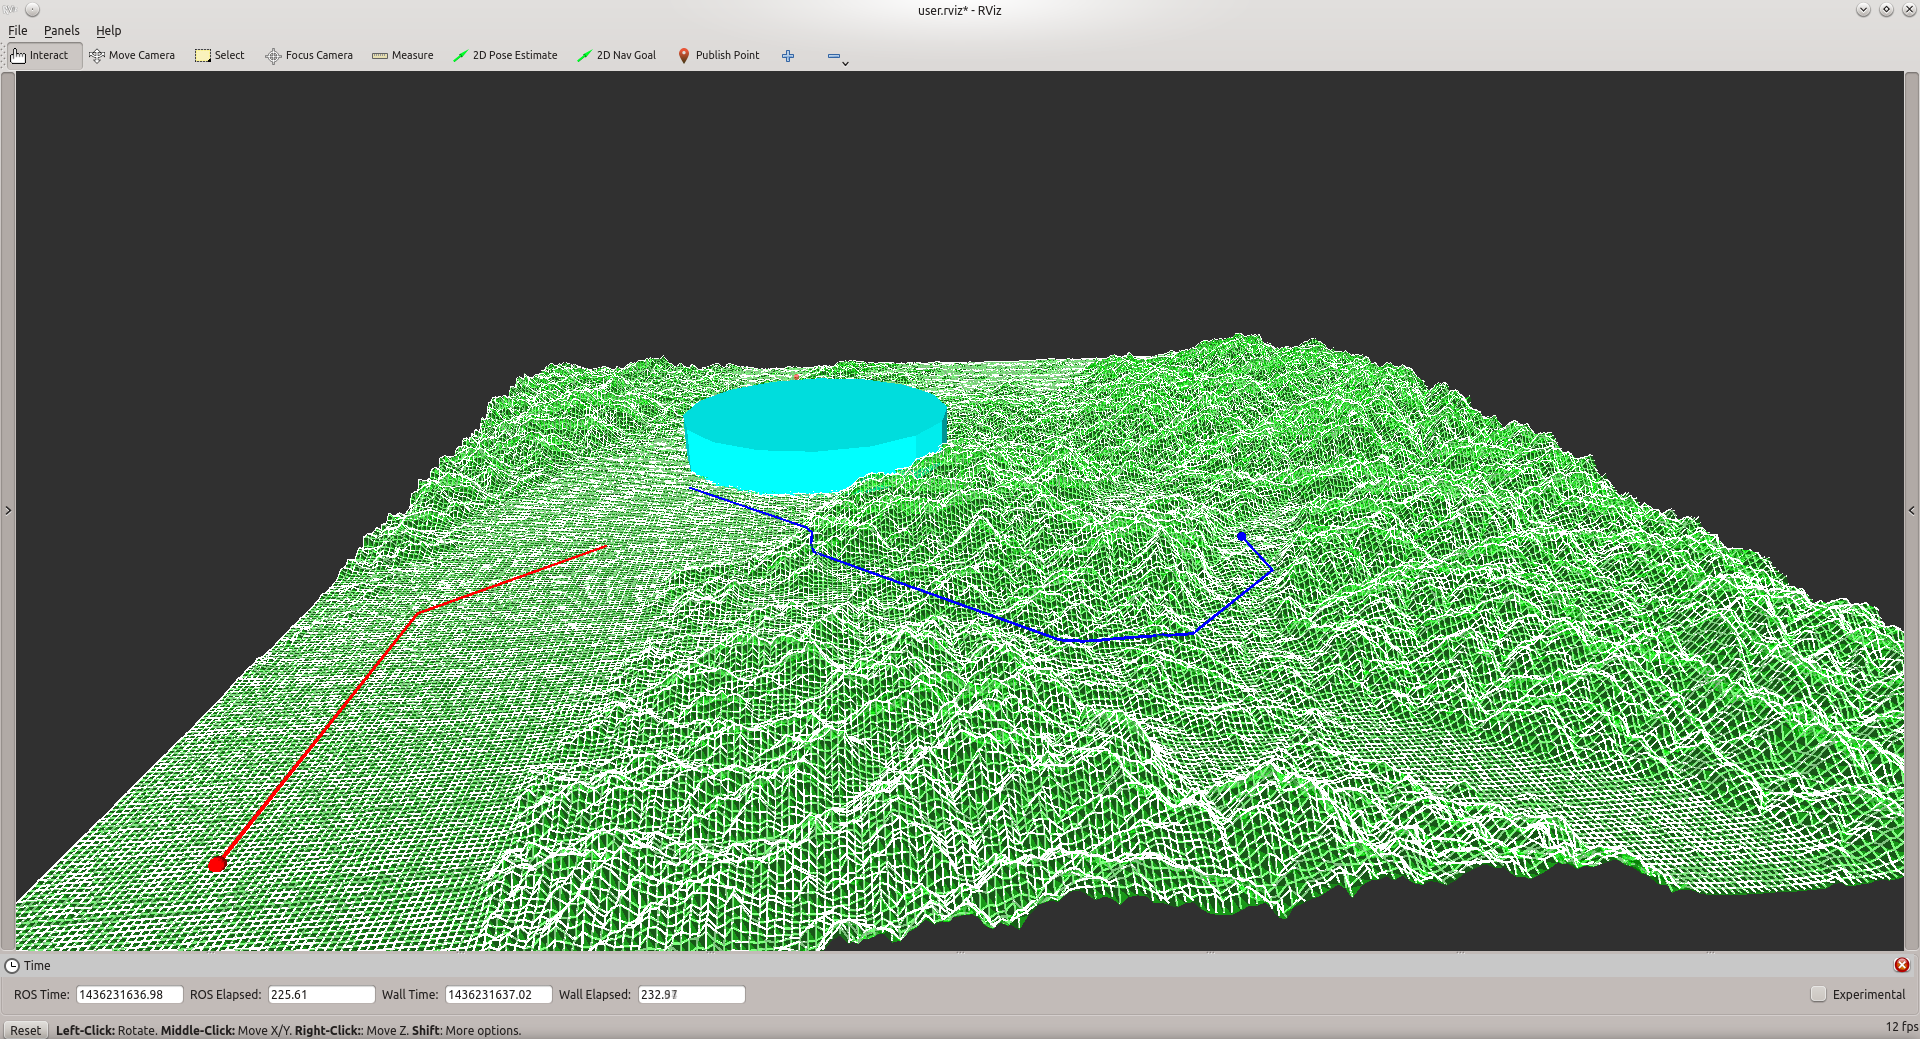 user.rviz* - RViz
File Panels Help
Interact Move Camera Select Focus Camera Measure 2D Pose Estimate 2D Nav Goal Publish Point
Time
ROS Time: 1436231636.98 ROS Elapsed: 225.61 Wall Time: 1436231637.02 Wall Elapsed: Experimental
Reset Left-Click: Rotate. Middle-Click: Move X/Y. Right-Click:: Move Z. Shift: More options. 12 fps